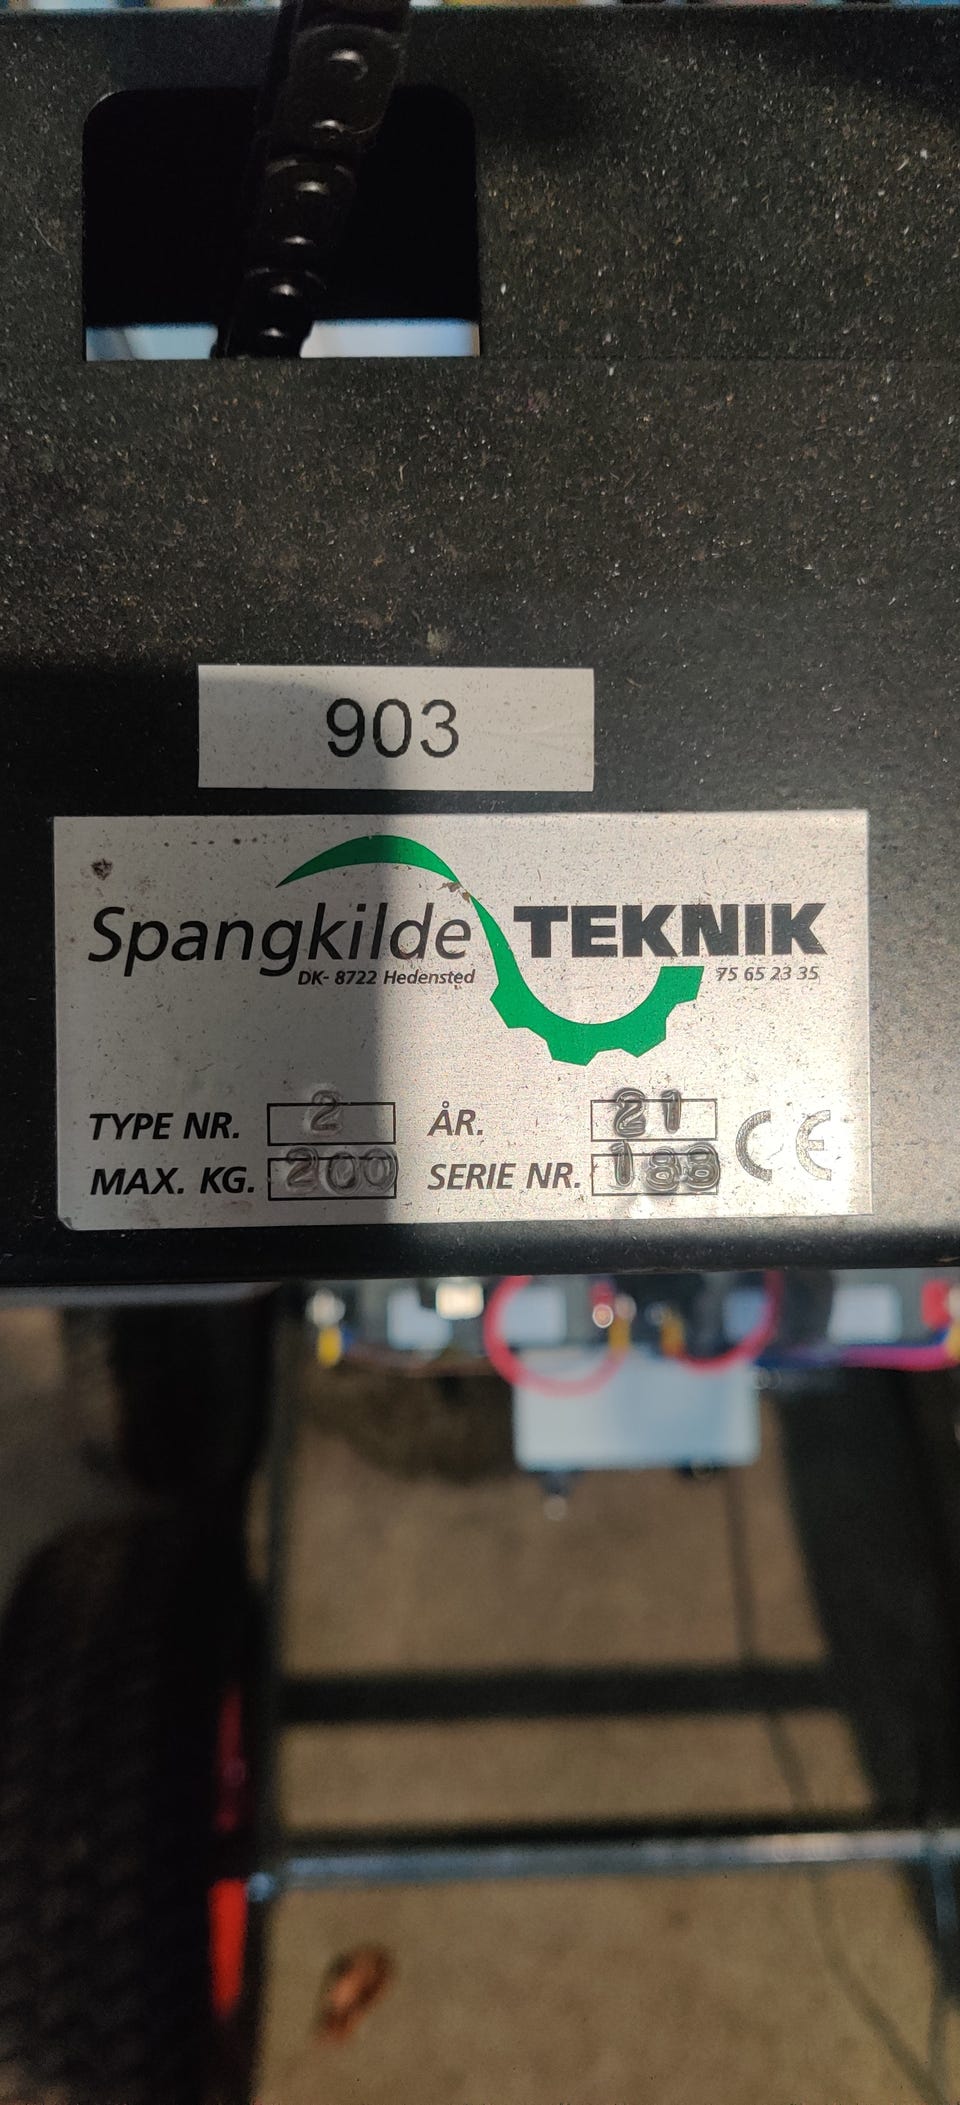 903
Spangkilde TEKNIK
DK- 8722 Hedensted 75 65 23 35
TYPE NR. 2 ÅR. 21
MAX. KG. 200 SERIE NR. 188 CE